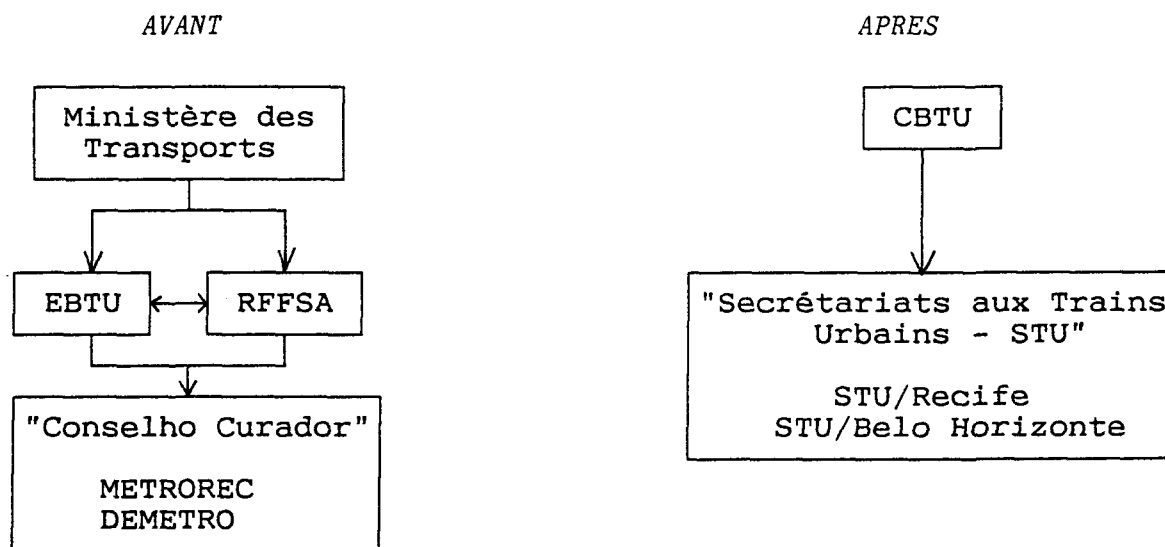 AVANT
Ministère des
Transports
EBTU
RFFSA
"Conselho Curador"
METROREC
DEMETRO
APRES
CBTU
"Secrétariats aux Trains
Urbains - STU"
STU/Recife
STU/Belo Horizonte